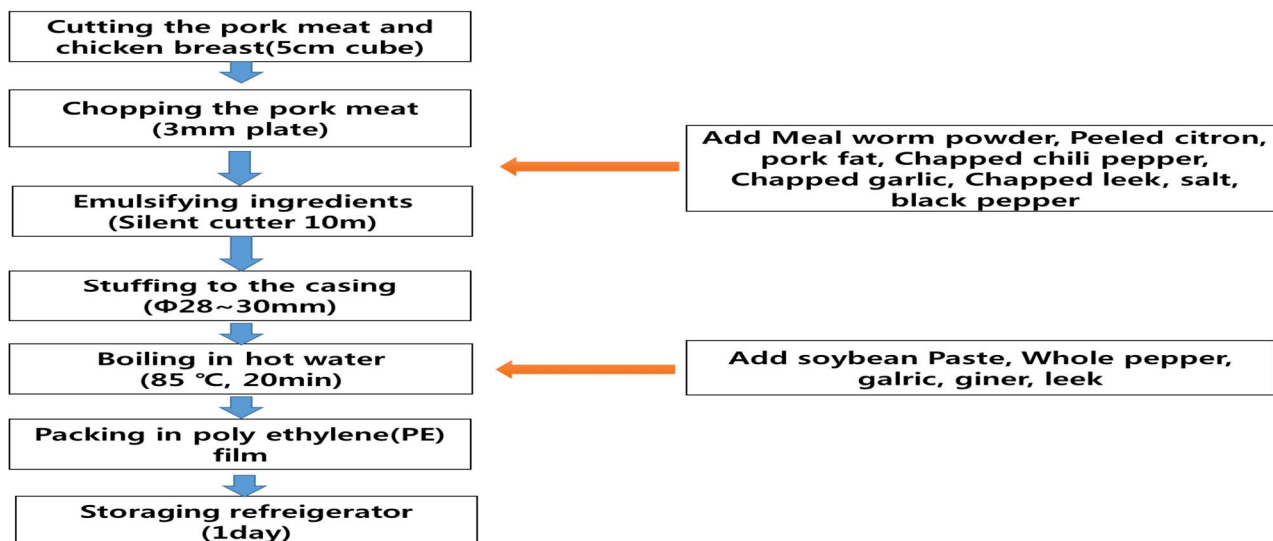 Cutting the pork meat and
chicken breast(5cm cube)
Chopping the pork meat
(3mm plate)
Add Meal worm powder, Peeled citron,
pork fat, Chapped chili pepper,
Chapped garlic, Chapped leek, salt,
black pepper
Emulsifying ingredients
(Silent cutter 10m)
Stuffing to the casing
(Φ28~30mm)
Boiling in hot water
(85 ℃, 20min)
Add soybean Paste, Whole pepper,
galric, giner, leek
Packing in poly ethylene(PE)
film
Storaging refreigerator
(1day)